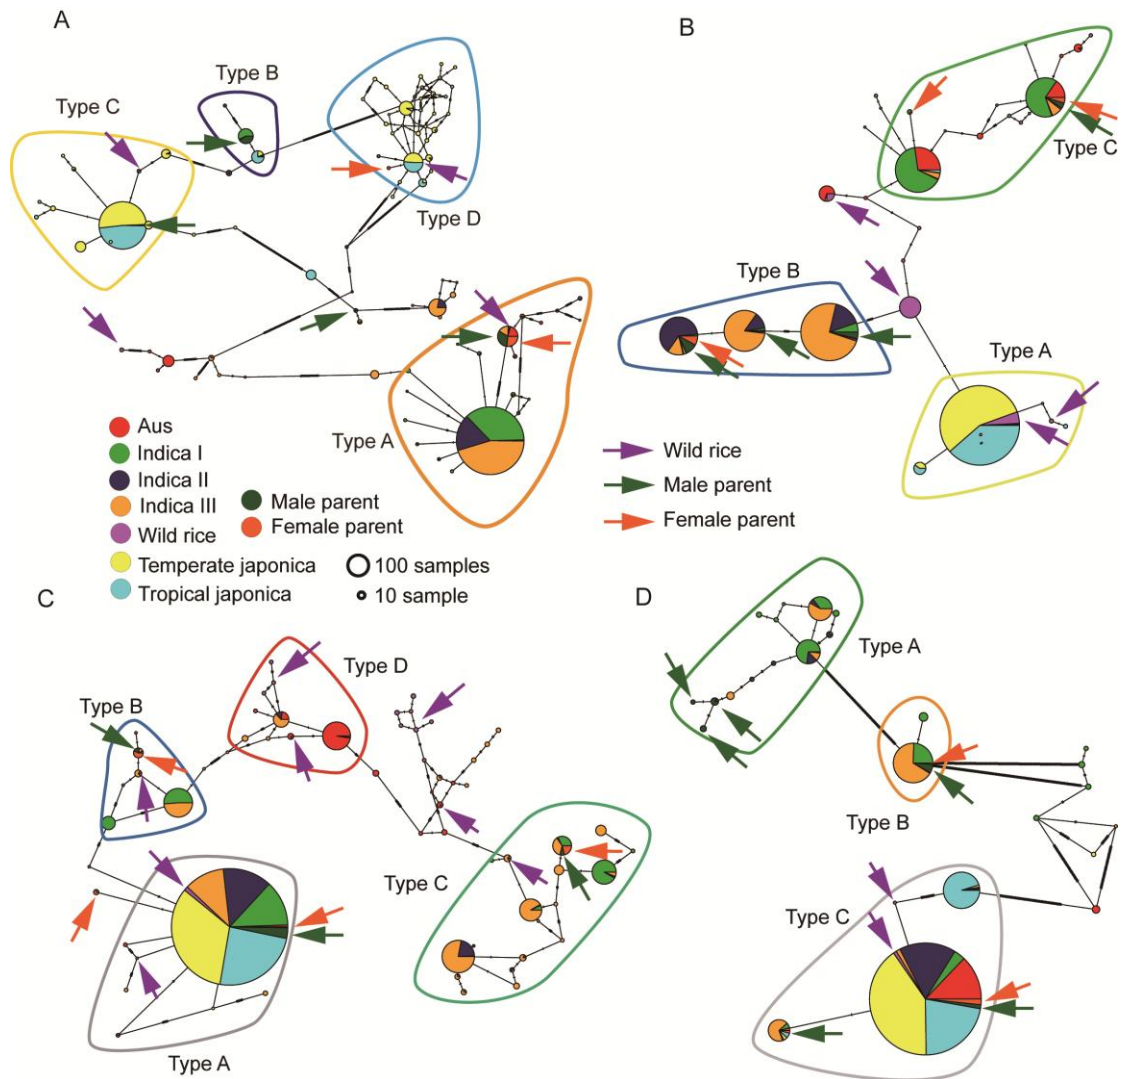 A
B
Type B
Type C
Type D
Type C
Type B
Type A
Type A
Aus
Indica I
Indica II
Indica III
Wild rice
Temperate japonica
Tropical japonica
Male parent
Female parent
100 samples
10 sample
Wild rice
Male parent
Female parent
C
D
Type D
Type B
Type A
Type C
Type B
Type C
Type A